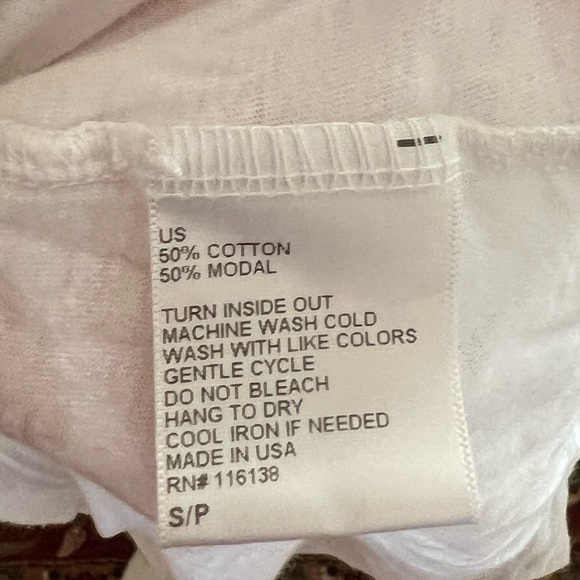 US
50% COTTON
50% MODAL
TURN INSIDE OUT
MACHINE WASH COLD
WASH WITH LIKE COLORS
GENTLE CYCLE
DO NOT BLEACH
HANG TO DRY
COOL IRON IF NEEDED
MADE IN USA
RN# 116138
S/P